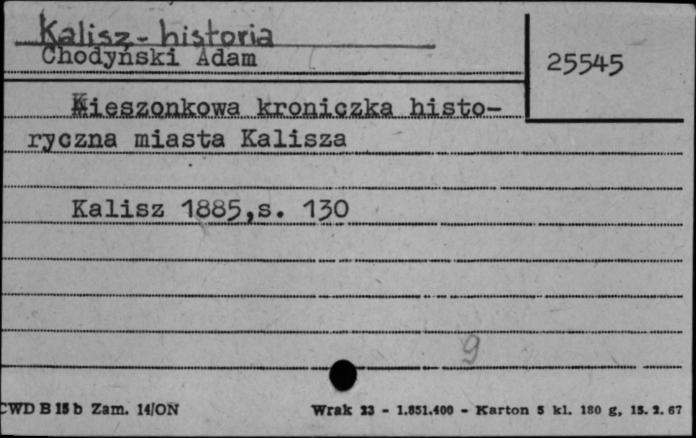 Kalisz - historia
Chodyński Adam
25545
Kieszonkowa kroniczka histo-
ryczna miasta Kalisza
Kalisz 1885,s. 130
9
CWD B 15 b Zam. 14/ON
Wrak 23 - 1.851.400 - Karton 5 kl. 180 g, 15. 2. 67